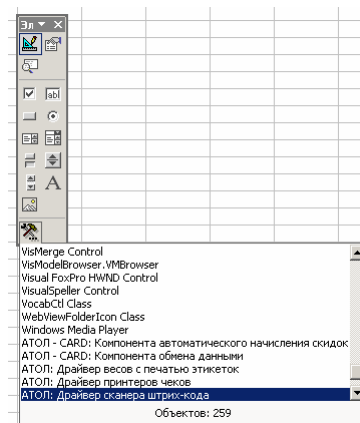 Эл
abl
A
VisMerge Control
VisModelBrowser.VMBrowser
Visual FoxPro HWND Control
VisualSpeller Control
VocabCtl Class
WebViewFolderIcon Class
Windows Media Player
АТОЛ - CARD: Компонента автоматического начисления скидок
АТОЛ - CARD: Компонента обмена данными
АТОЛ: Драйвер весов с печатью этикеток
АТОЛ: Драйвер принтеров чеков
АТОЛ: Драйвер сканера штрих-кода
Объектов: 259